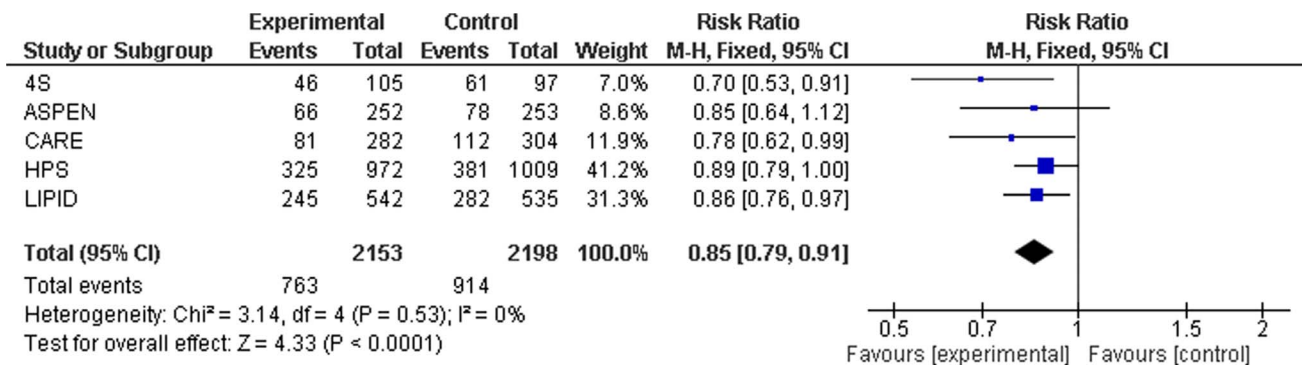 Experimental Control Risk Ratio Risk Ratio
Study or Subgroup Events Total Events Total Weight M-H, Fixed, 95% CI M-H, Fixed, 95% CI
4S 46 105 61 97 7.0% 0.70 [0.53, 0.91]
ASPEN 66 252 78 253 8.6% 0.85 [0.64, 1.12]
CARE 81 282 112 304 11.9% 0.78 [0.62, 0.99]
HPS 325 972 381 1009 41.2% 0.89 [0.79, 1.00]
LIPID 245 542 282 535 31.3% 0.86 [0.76, 0.97]
Total (95% CI) 2153 2198 100.0% 0.85 [0.79, 0.91]
Total events 763 914
Heterogeneity: Chi² = 3.14, df = 4 (P = 0.53); I² = 0%
Test for overall effect: Z = 4.33 (P < 0.0001)
0.5 0.7 1 1.5 2
Favours [experimental] Favours [control]